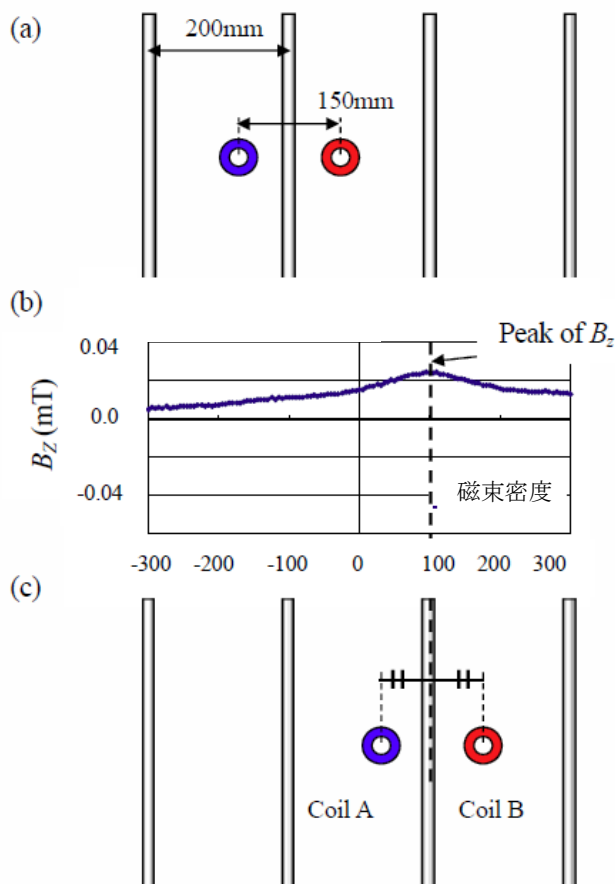 (a)
200mm
150mm
(b)
Peak of Bz
0.04
0.0
-0.04
BZ (mT)
磁束密度
-300 -200 -100 0 100 200 300
(c)
Coil A Coil B